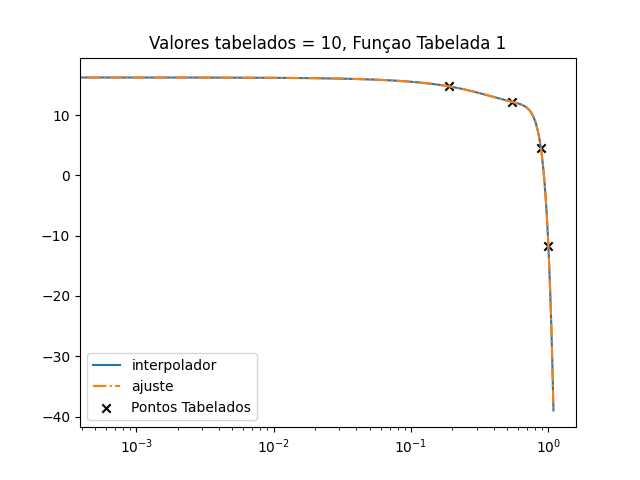 Valores tabelados = 10, Funçao Tabelada 1
10
0
−10
−20
−30
−40
interpolador
ajuste
Pontos Tabelados
10⁻³
10⁻²
10⁻¹
10⁰